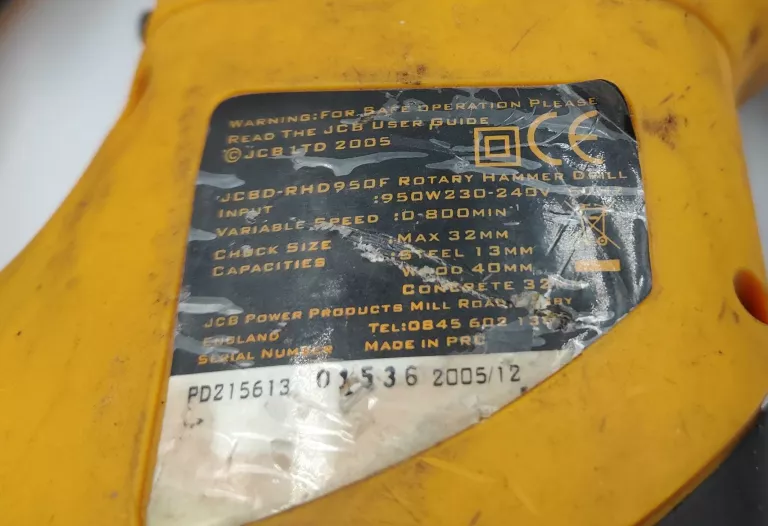 WARNING:FOR SAFE OPERATION PLEASE
READ THE JCB USER GUIDE
©JCB LTD 2005
CE
JCBD-RHD950F ROTARY HAMMER DRILL
INPUT :950W230-240V
VARIABLE SPEED :0-800MIN
CHUCK SIZE MAX 32MM
CAPACITIES STEEL 13MM
WOOD 40MM
CONCRETE 32
JCB POWER PRODUCTS MILL ROAD,
ENGLAND TEL:0845 602
SERIAL NUMBER MADE IN PRC
PD215613 01536 2005/12